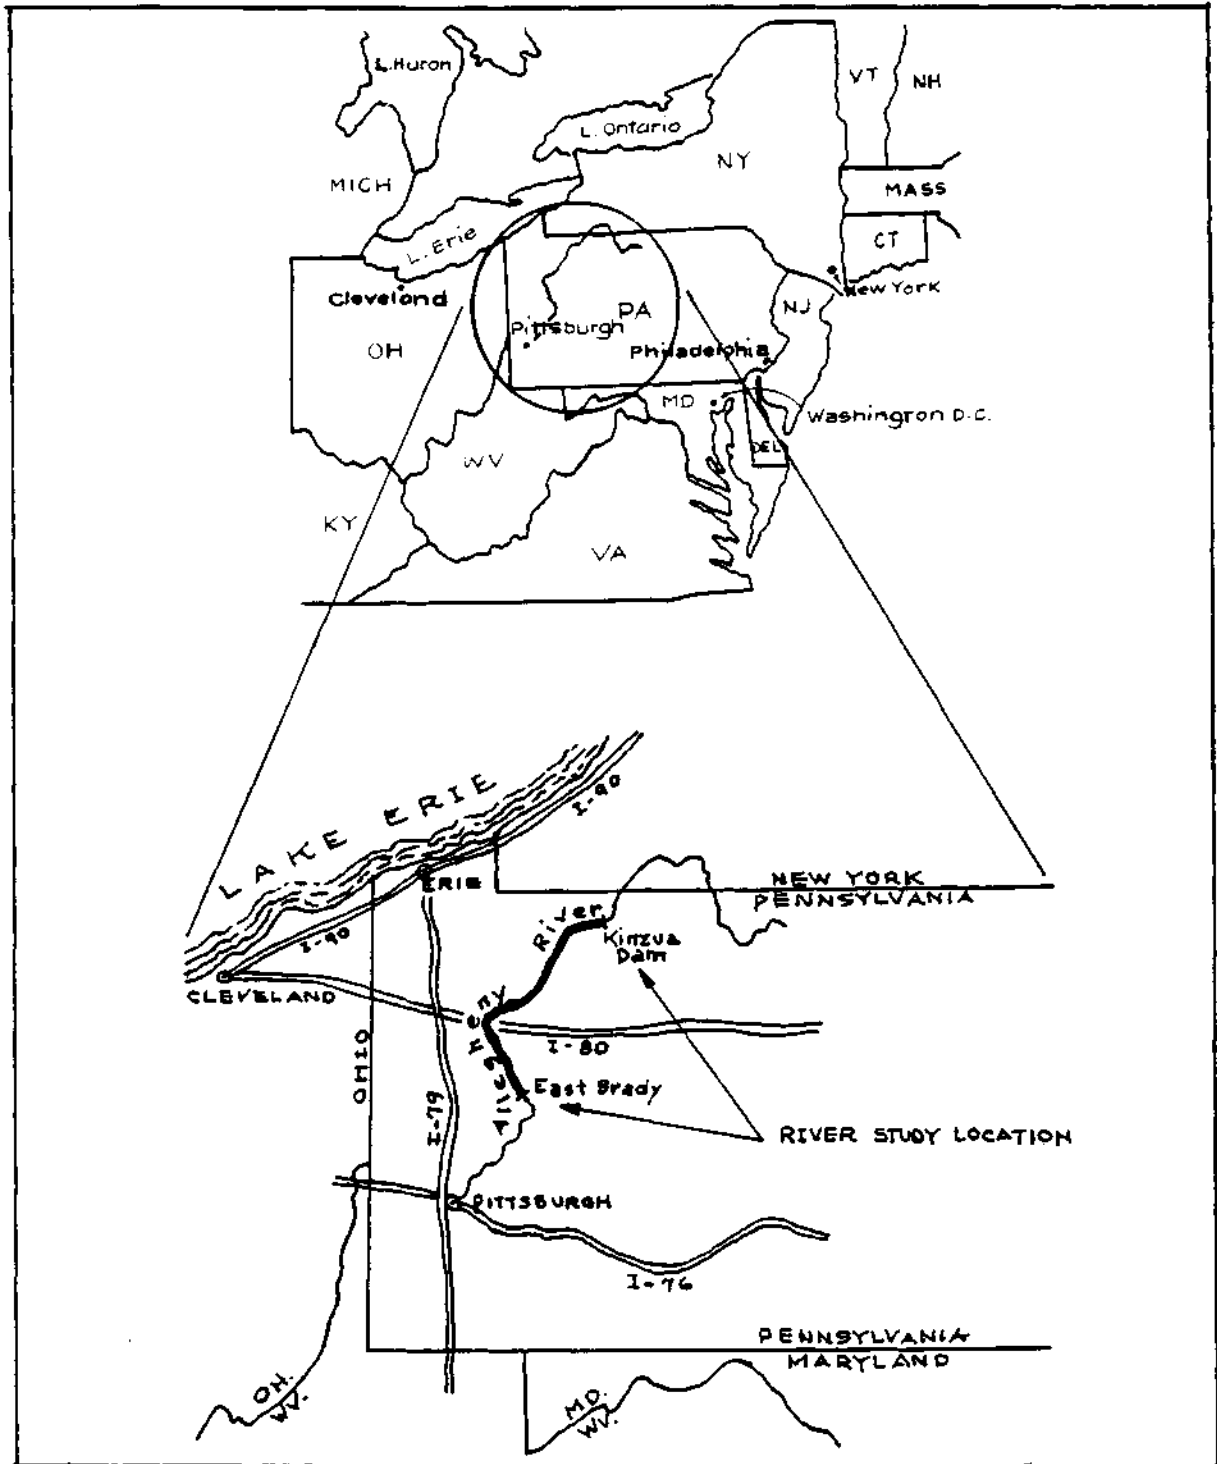 L. Huron
VT
NH
L. Ontario
NY
MICH
MASS
L. Erie
CT
Cleveland
New York
NJ
PA
Pittsburgh
OH
Philadelphia
MD
Washingron D.C.
DEL
WV
KY
VA
LAKE ERIE
I-90
ERIE
NEW YORK
PENNSYLVANIA
River
Kinzua
Dam
I-90
CLEVELAND
I-80
OHIO
Allegheny
East Brady
I-79
RIVER STUDY LOCATION
PITTSBURGH
I-76
PENNSYLVANIA
MARYLAND
OH.
WV.
MD.
WV.